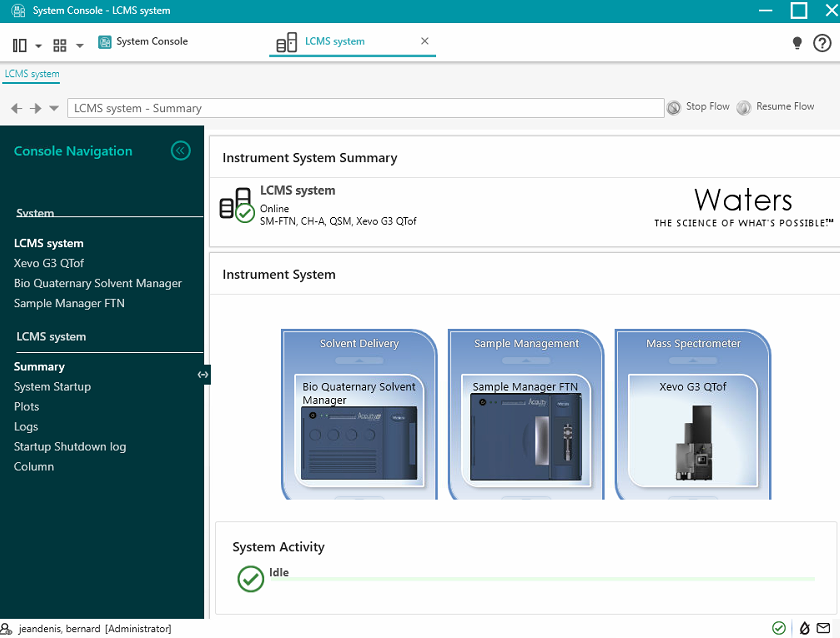 System Console - LCMS system
System Console
LCMS system
LCMS system
LCMS system - Summary
Stop Flow
Resume Flow
Console Navigation
System
LCMS system
Xevo G3 QTof
Bio Quaternary Solvent Manager
Sample Manager FTN
LCMS system
Summary
System Startup
Plots
Logs
Startup Shutdown log
Column
Instrument System Summary
LCMS system
Online
SM-FTN, CH-A, QSM, Xevo G3 QTof
Waters
THE SCIENCE OF WHAT'S POSSIBLE.™
Instrument System
Solvent Delivery
Bio Quaternary Solvent
Manager
Sample Management
Sample Manager FTN
Mass Spectrometer
Xevo G3 QTof
System Activity
Idle
jeandenis, bernard [Administrator]